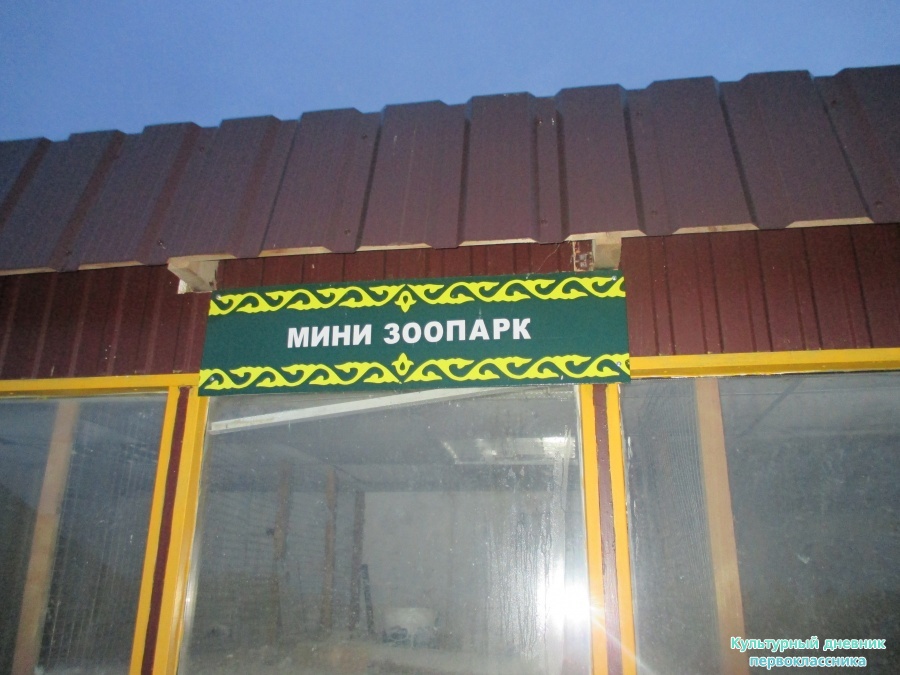 МИНИ ЗООПАРК
Культурный дневник
первоклассника